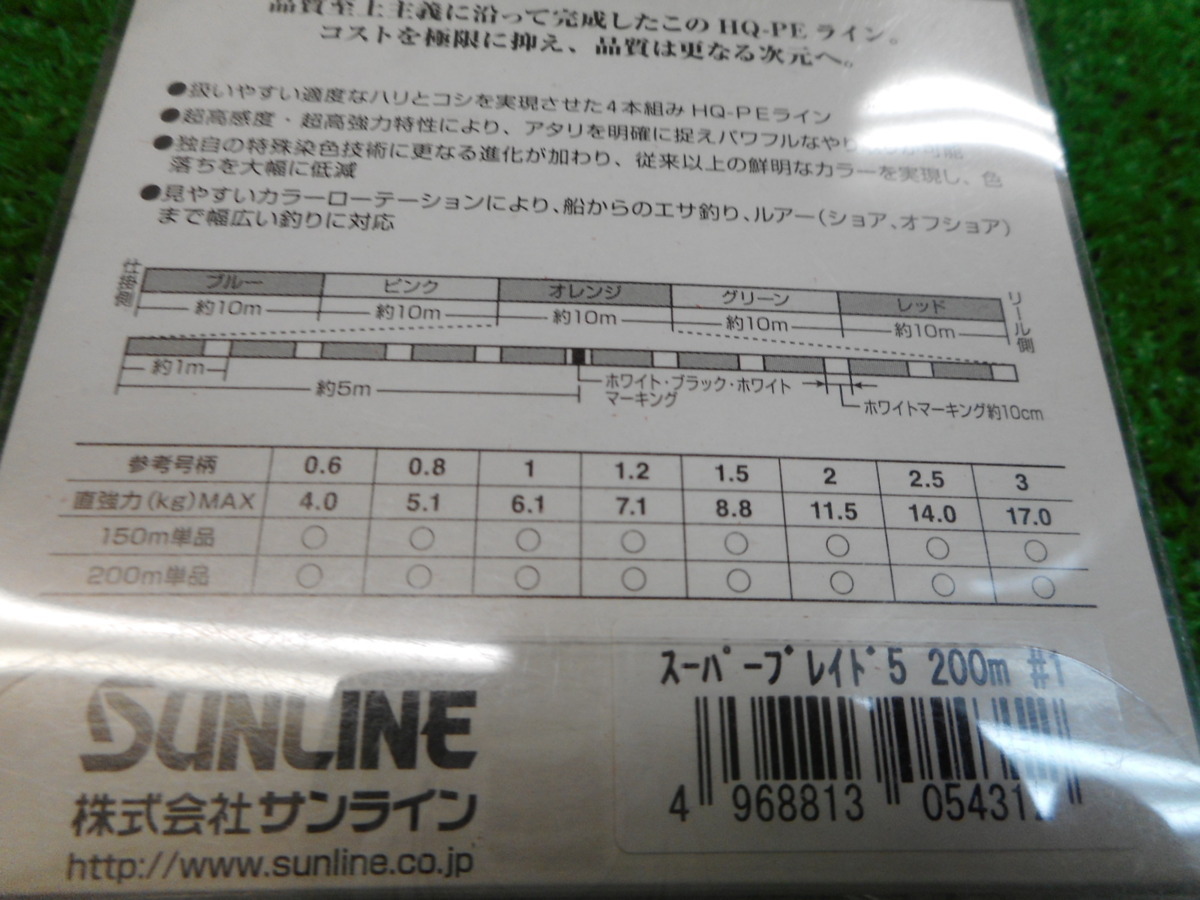 品質至上主義に沿って完成したこの HQ-PE ライン。
コストを極限に抑え、品質は更なる次元へ。
●扱いやすい適度なハリとコシを実現させた4本組みHQ-PEライン
●超高感度・超高強力特性により、アタリを明確に捉えパワフルなやり
●独自の特殊染色技術に更なる進化が加わり、従来以上の鮮明なカラーを実現し、色
落ちを大幅に低減
●見やすいカラーローテーションにより、船からのエサ釣り、ルアー(ショア、オフショア)
まで幅広い釣りに対応
仕掛側 ブルー ピンク オレンジ グリーン レッド リール側
約10m 約10m 約10m 約10m 約10m
約1m
約5m
ホワイト・ブラック・ホワイト
マーキング
ホワイトマーキング約10cm
参考号柄 0.6 0.8 1 1.2 1.5 2 2.5 3
直強力(kg)MAX 4.0 5.1 6.1 7.1 8.8 11.5 14.0 17.0
150m単品 ○ ○ ○ ○ ○ ○ ○ ○
200m単品 ○ ○ ○ ○ ○ ○ ○ ○
SUNLINE
株式会社サンライン
http://www.sunline.co.jp
スーパーブレイド5 200m #1
4 968813 05431